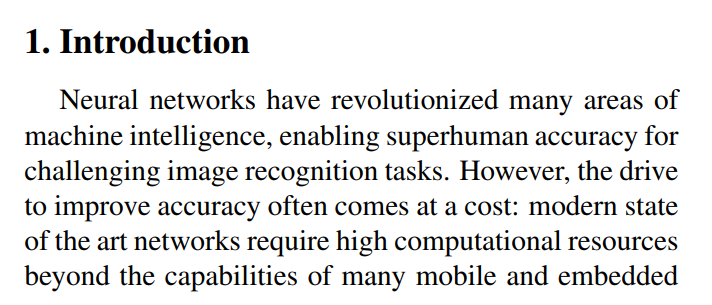 1. Introduction
Neural networks have revolutionized many areas of
machine intelligence, enabling superhuman accuracy for
challenging image recognition tasks. However, the drive
to improve accuracy often comes at a cost: modern state
of the art networks require high computational resources
beyond the capabilities of many mobile and embedded